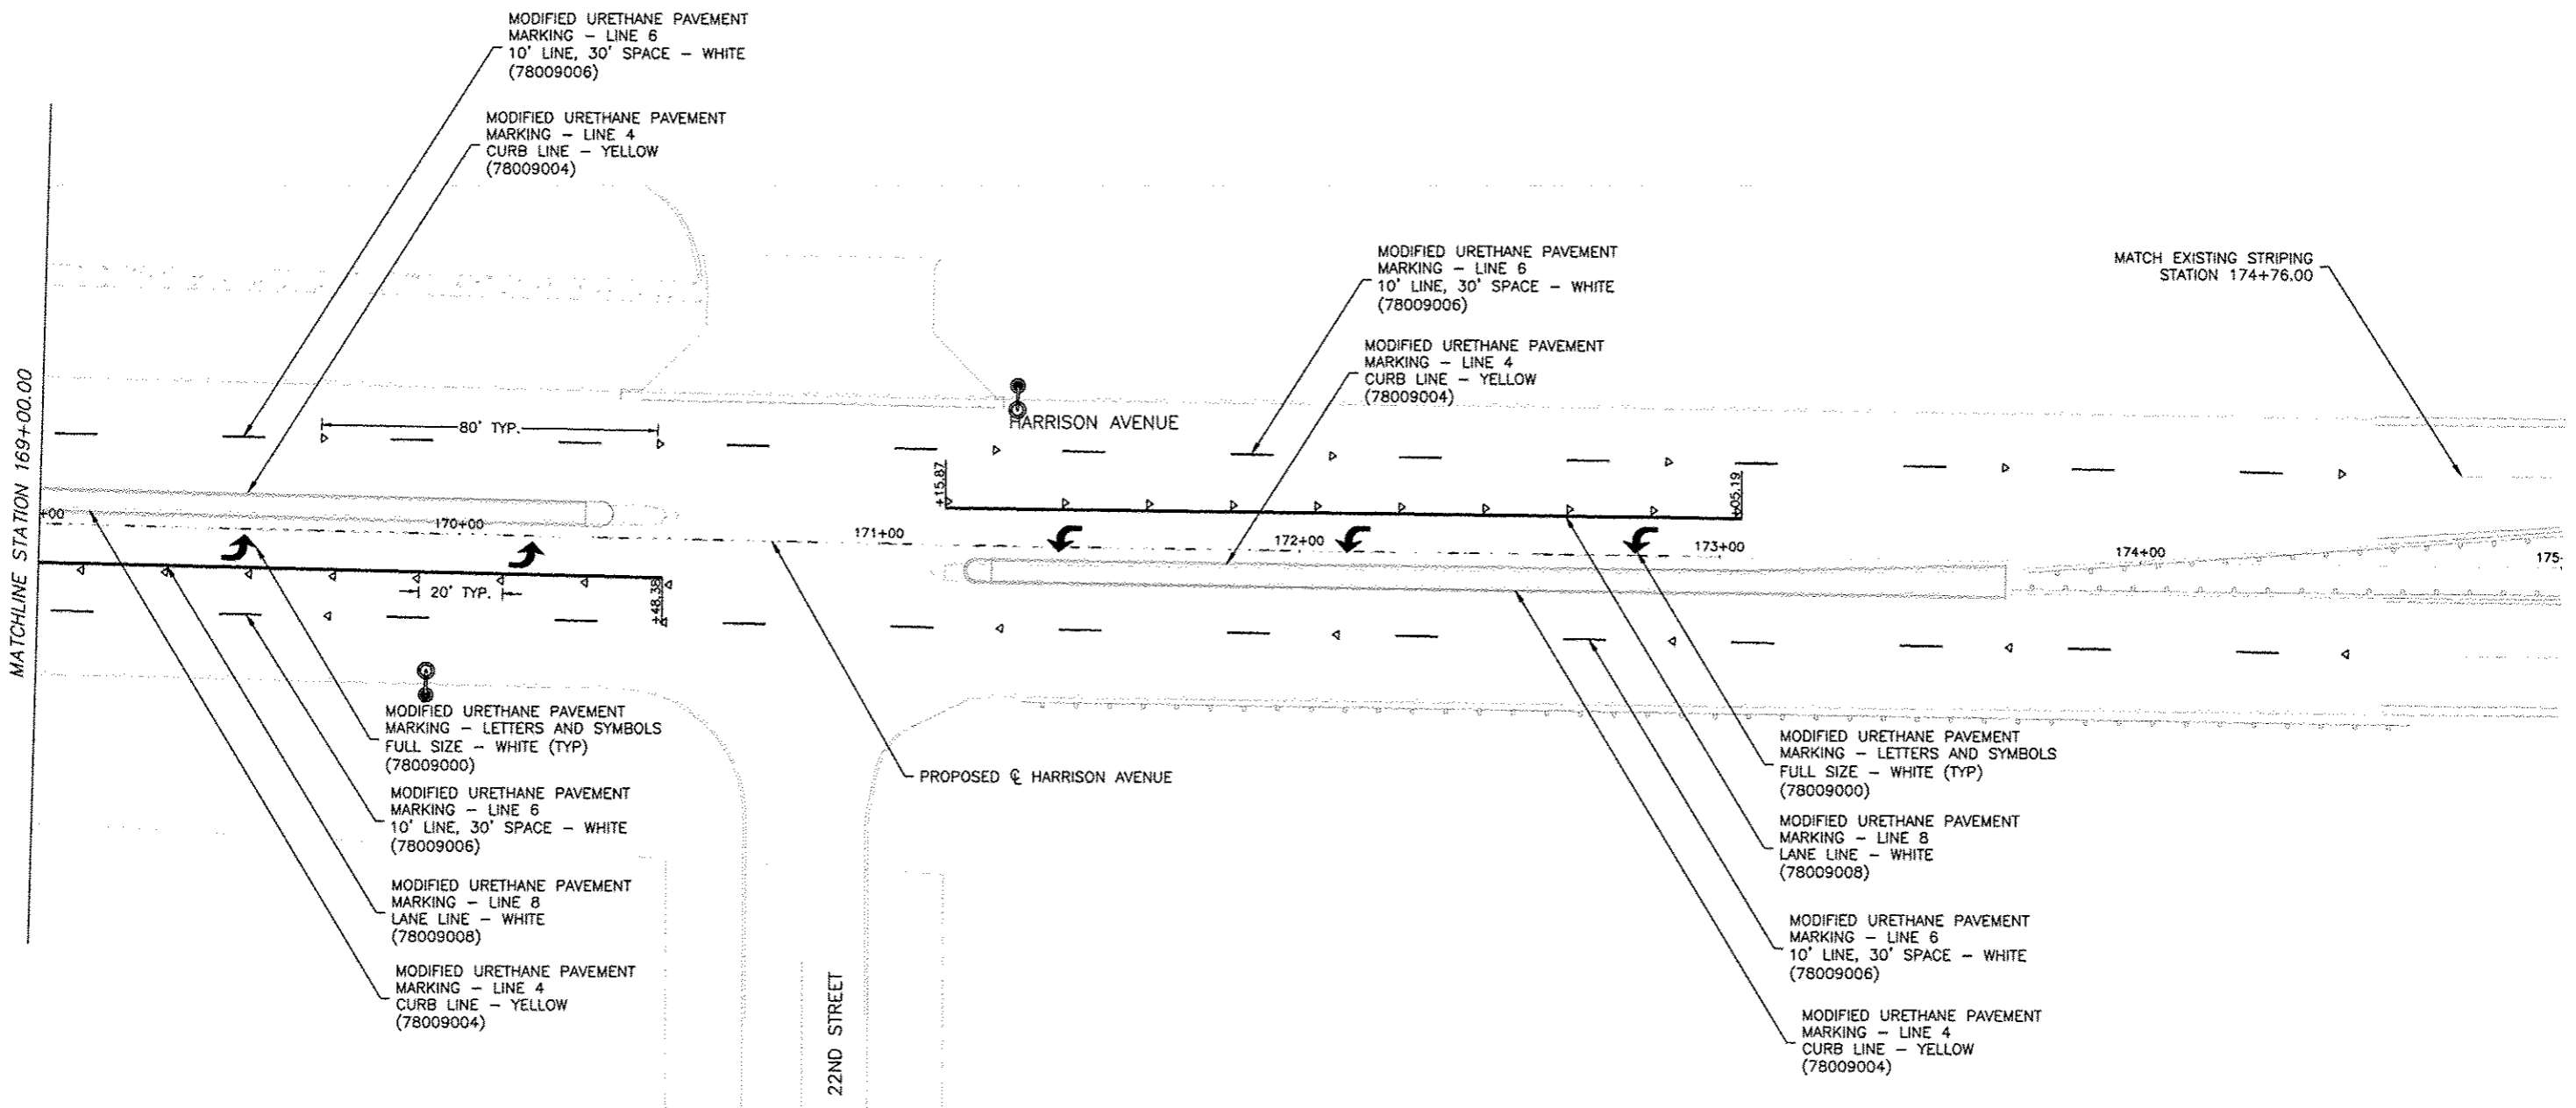 MODIFIED URETHANE PAVEMENT
MARKING – LINE 6
10' LINE, 30' SPACE – WHITE
(78009006)
MODIFIED URETHANE PAVEMENT
MARKING – LINE 4
CURB LINE – YELLOW
(78009004)
MODIFIED URETHANE PAVEMENT
MARKING – LINE 6
10' LINE, 30' SPACE – WHITE
(78009006)
MODIFIED URETHANE PAVEMENT
MARKING – LINE 4
CURB LINE – YELLOW
(78009004)
MATCH EXISTING STRIPING
STATION 174+76.00
MATCHLINE STATION 169+00.00
80' TYP.
HARRISON AVENUE
+15.87
+05.19
+00
170+00
171+00
172+00
173+00
174+00
175+
20' TYP.
+48.38
MODIFIED URETHANE PAVEMENT
MARKING – LETTERS AND SYMBOLS
FULL SIZE – WHITE (TYP)
(78009000)
MODIFIED URETHANE PAVEMENT
MARKING – LINE 6
10' LINE, 30' SPACE – WHITE
(78009006)
MODIFIED URETHANE PAVEMENT
MARKING – LINE 8
LANE LINE – WHITE
(78009008)
MODIFIED URETHANE PAVEMENT
MARKING – LINE 4
CURB LINE – YELLOW
(78009004)
PROPOSED ℄ HARRISON AVENUE
22ND STREET
MODIFIED URETHANE PAVEMENT
MARKING – LETTERS AND SYMBOLS
FULL SIZE – WHITE (TYP)
(78009000)
MODIFIED URETHANE PAVEMENT
MARKING – LINE 8
LANE LINE – WHITE
(78009008)
MODIFIED URETHANE PAVEMENT
MARKING – LINE 6
10' LINE, 30' SPACE – WHITE
(78009006)
MODIFIED URETHANE PAVEMENT
MARKING – LINE 4
CURB LINE – YELLOW
(78009004)